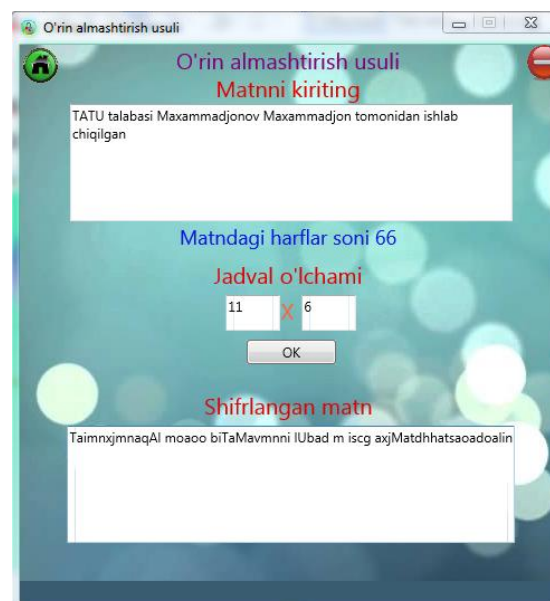 O'rin almashtirish usuli
O'rin almashtirish usuli
Matnni kiriting
TATU talabasi Maxammadjonov Maxammadjon tomonidan ishlab
chiqilgan
Matndagi harflar soni 66
Jadval o'lchami
11 X 6
OK
Shifrlangan matn
TaimnxjmnaqAl moaoo biTaMavmnni lUbad m iscg axjMatdhhatsaoadoalin